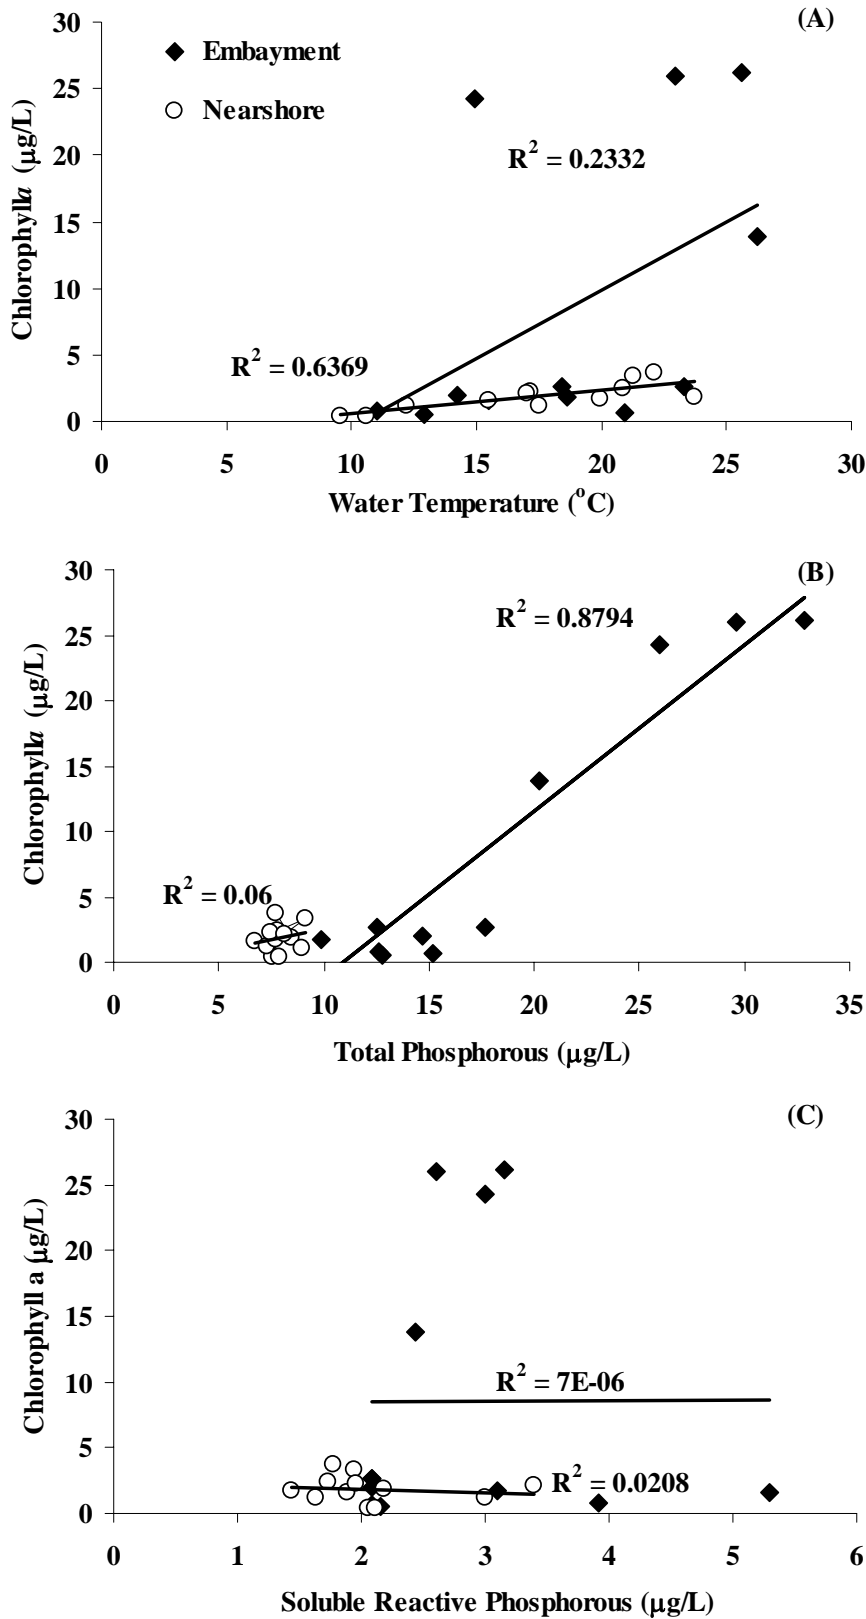 (A)
30
25
20
15
10
5
0
Chlorophyll a (μg/L)
Embayment
Nearshore
R² = 0.2332
R² = 0.6369
0 5 10 15 20 25 30
Water Temperature (°C)
(B)
30
25
20
15
10
5
0
Chlorophyll a (μg/L)
R² = 0.8794
R² = 0.06
0 5 10 15 20 25 30 35
Total Phosphorous (μg/L)
(C)
30
25
20
15
10
5
0
Chlorophyll a (μg/L)
R² = 7E-06
R² = 0.0208
0 1 2 3 4 5 6
Soluble Reactive Phosphorous (μg/L)